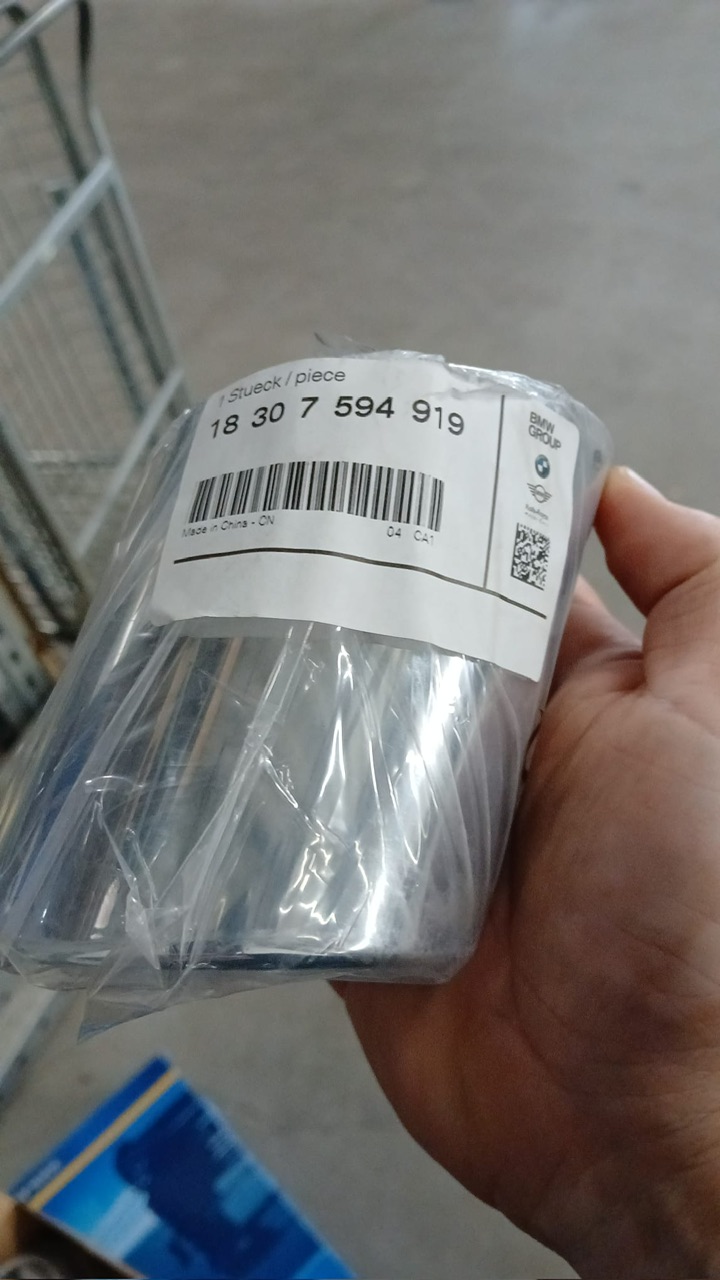 1 Stueck / piece
18 30 7 594 919
Made in China - CN
04 CA1
BMW
GROUP